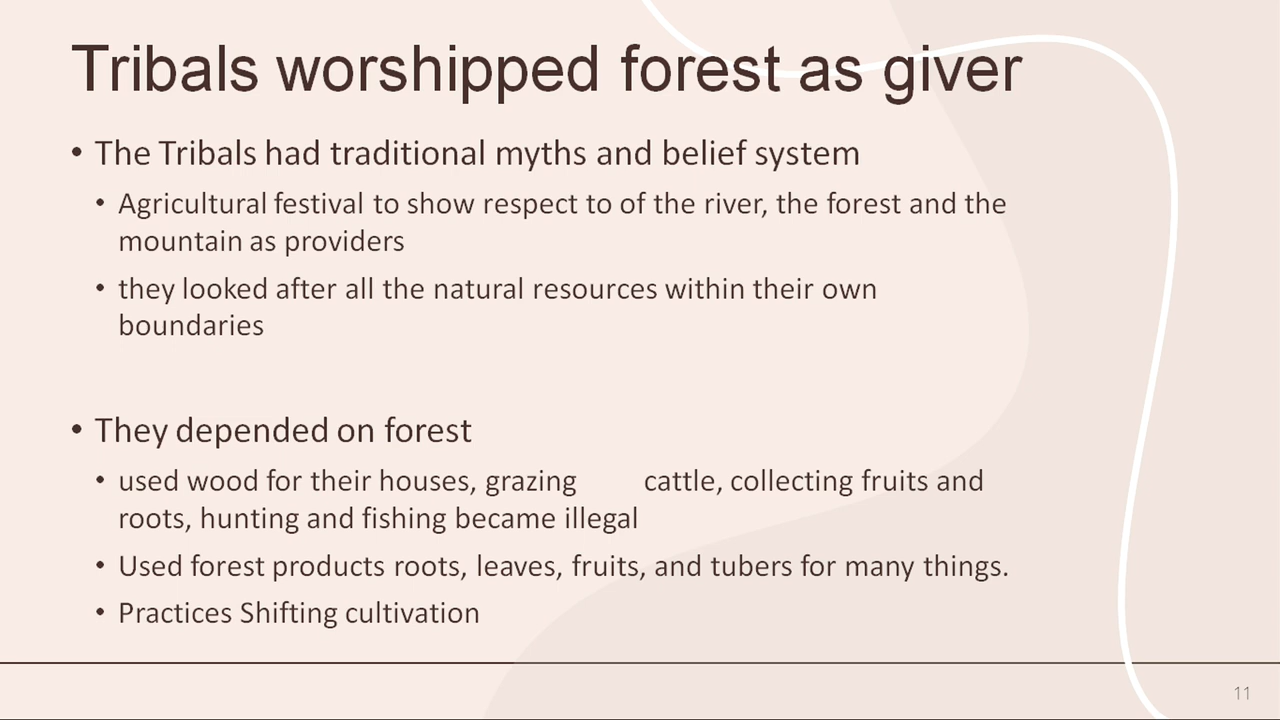 Tribals worshipped forest as giver
• The Tribals had traditional myths and belief system
• Agricultural festival to show respect to of the river, the forest and the
mountain as providers
• they looked after all the natural resources within their own
boundaries
• They depended on forest
• used wood for their houses, grazing cattle, collecting fruits and
roots, hunting and fishing became illegal
• Used forest products roots, leaves, fruits, and tubers for many things.
• Practices Shifting cultivation
11